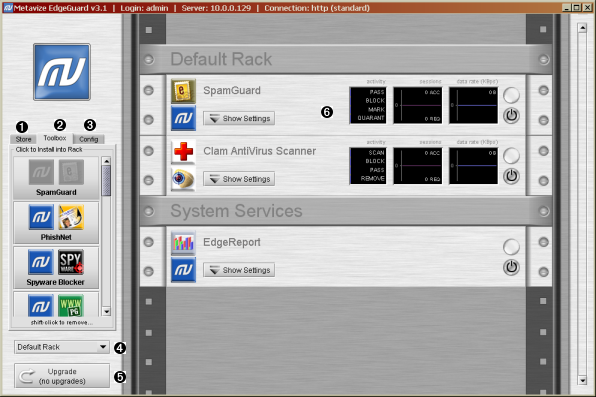 Metavize EdgeGuard v3.1 | Login: admin | Server: 10.0.0.129 | Connection: http (standard)
Default Rack
SpamGuard
Show Settings
activity
sessions
data rate (KBps)
PASS
BLOCK
MARK
QUARANT
0
0 ACC
0 REQ
0
0 B
6
Clam AntiVirus Scanner
Show Settings
activity
sessions
data rate (KBps)
SCAN
BLOCK
PASS
REMOVE
0
0 ACC
0 REQ
0
0 B
System Services
EdgeReport
Show Settings
1
2
3
Store
Toolbox
Config
Click to Install into Rack
SpamGuard
PhishNet
SPY
WARE
Spyware Blocker
WWW
PG
shift-click to remove...
Default Rack
4
Upgrade
(no upgrades)
5